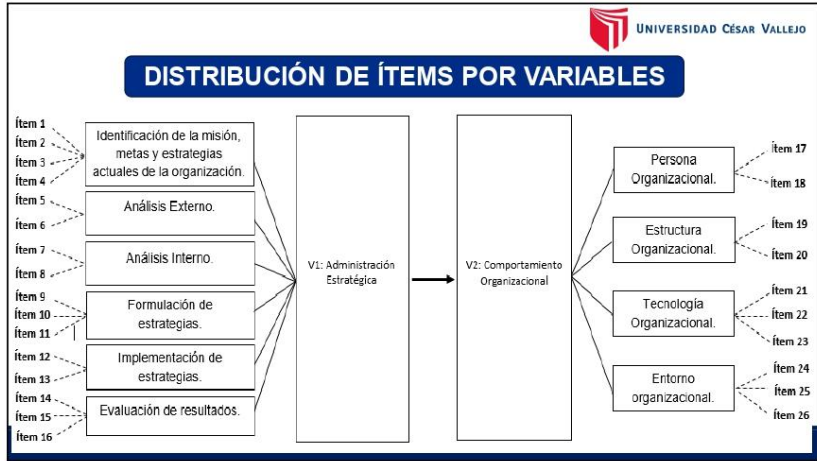 UNIVERSIDAD CÉSAR VALLEJO
DISTRIBUCIÓN DE ÍTEMS POR VARIABLES
Ítem 1
Ítem 2
Ítem 3
Ítem 4
Identificación de la misión,
metas y estrategias
actuales de la organización.
Ítem 5
Ítem 6
Análisis Externo.
Ítem 7
Ítem 8
Análisis Interno.
Ítem 9
Ítem 10
Ítem 11
Formulación de
estrategias.
Ítem 12
Ítem 13
Implementación de
estrategias.
Ítem 14
Ítem 15
Ítem 16
Evaluación de resultados.
V1: Administración
Estratégica
V2: Comportamiento
Organizacional
Persona
Organizacional.
Ítem 17
Ítem 18
Estructura
Organizacional.
Ítem 19
Ítem 20
Tecnología
Organizacional.
Ítem 21
Ítem 22
Ítem 23
Entorno
organizacional.
Ítem 24
Ítem 25
Ítem 26